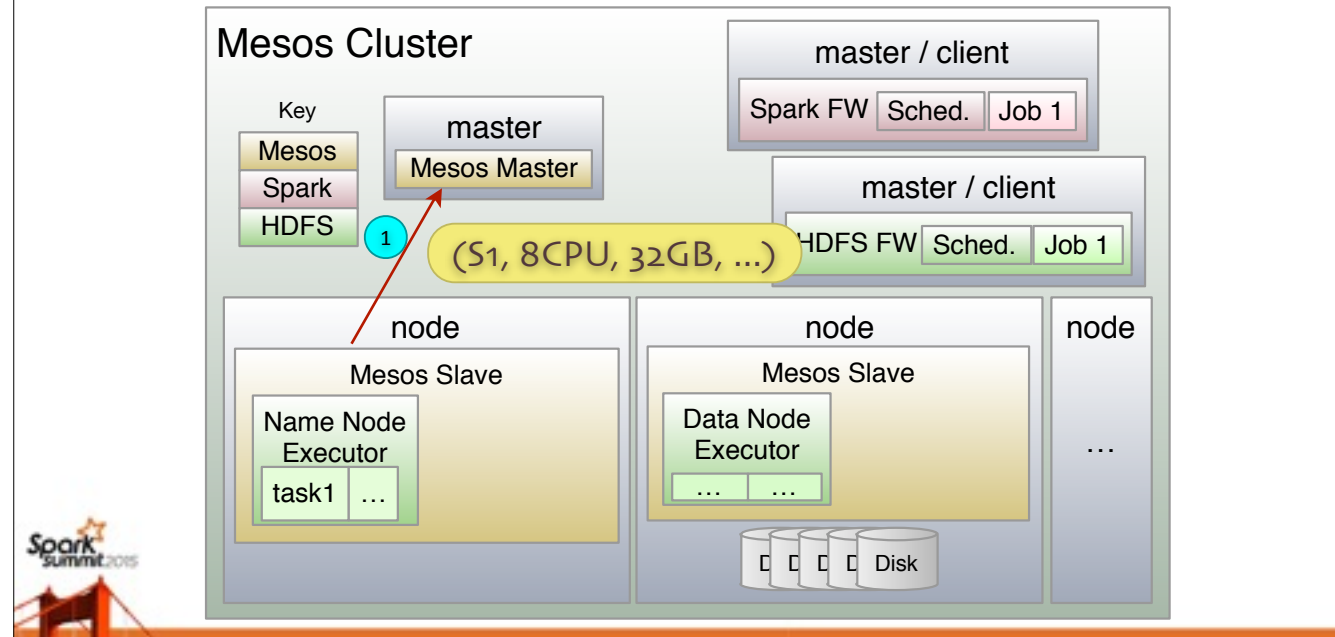 Mesos Cluster
master / client
Spark FW
Sched.
Job 1
Key
Mesos
Spark
HDFS
master
Mesos Master
master / client
HDFS FW
Sched.
Job 1
1
(S1, 8CPU, 32GB, ...)
node
Mesos Slave
Name Node
Executor
task1
…
node
Mesos Slave
Data Node
Executor
…
…
D
D
D
D
Disk
node
…
Spark
summit 2015